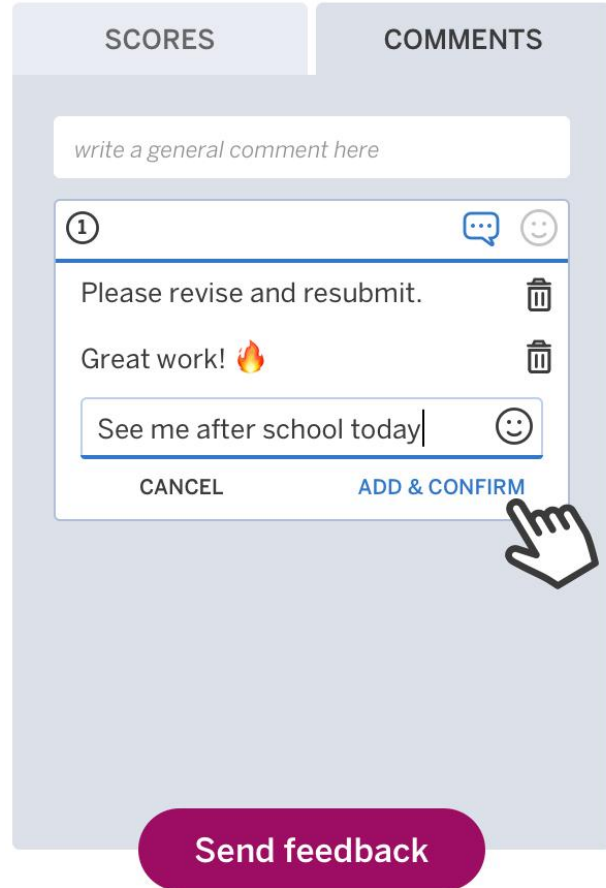 SCORES
COMMENTS
write a general comment here
1
Please revise and resubmit.
Great work! 🔥
See me after school today
CANCEL
ADD & CONFIRM
Send feedback